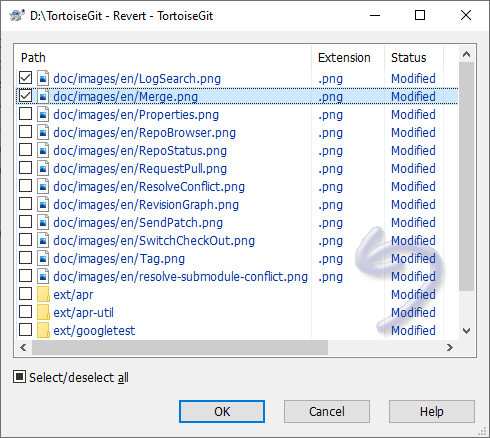 D:\TortoiseGit - Revert - TortoiseGit
Path Extension Status
doc/images/en/LogSearch.png .png Modified
doc/images/en/Merge.png .png Modified
doc/images/en/Properties.png .png Modified
doc/images/en/RepoBrowser.png .png Modified
doc/images/en/RepoStatus.png .png Modified
doc/images/en/RequestPull.png .png Modified
doc/images/en/ResolveConflict.png .png Modified
doc/images/en/RevisionGraph.png .png Modified
doc/images/en/SendPatch.png .png Modified
doc/images/en/SwitchCheckOut.png .png Modified
doc/images/en/Tag.png .png Modified
doc/images/en/resolve-submodule-conflict.png .png Modified
ext/apr Modified
ext/apr-util Modified
ext/googletest Modified
Select/deselect all
OK Cancel Help